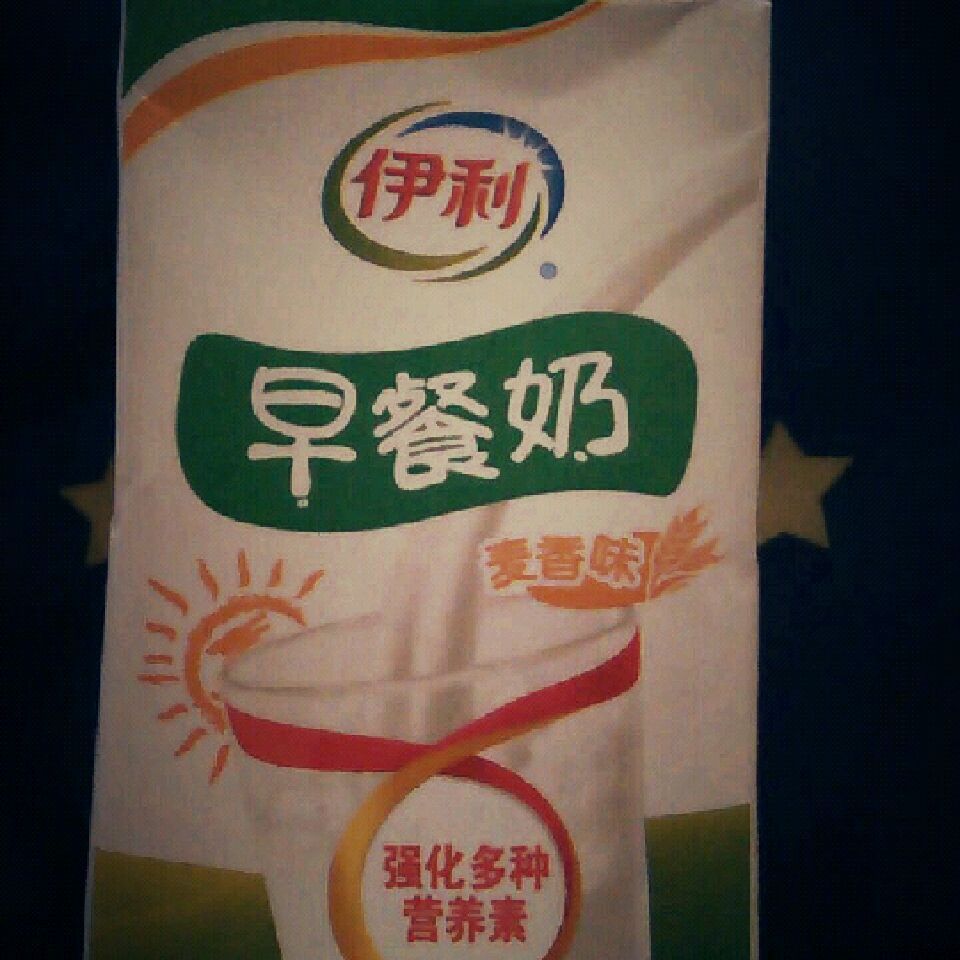 伊利
早餐奶
麦香味
强化多种
营养素